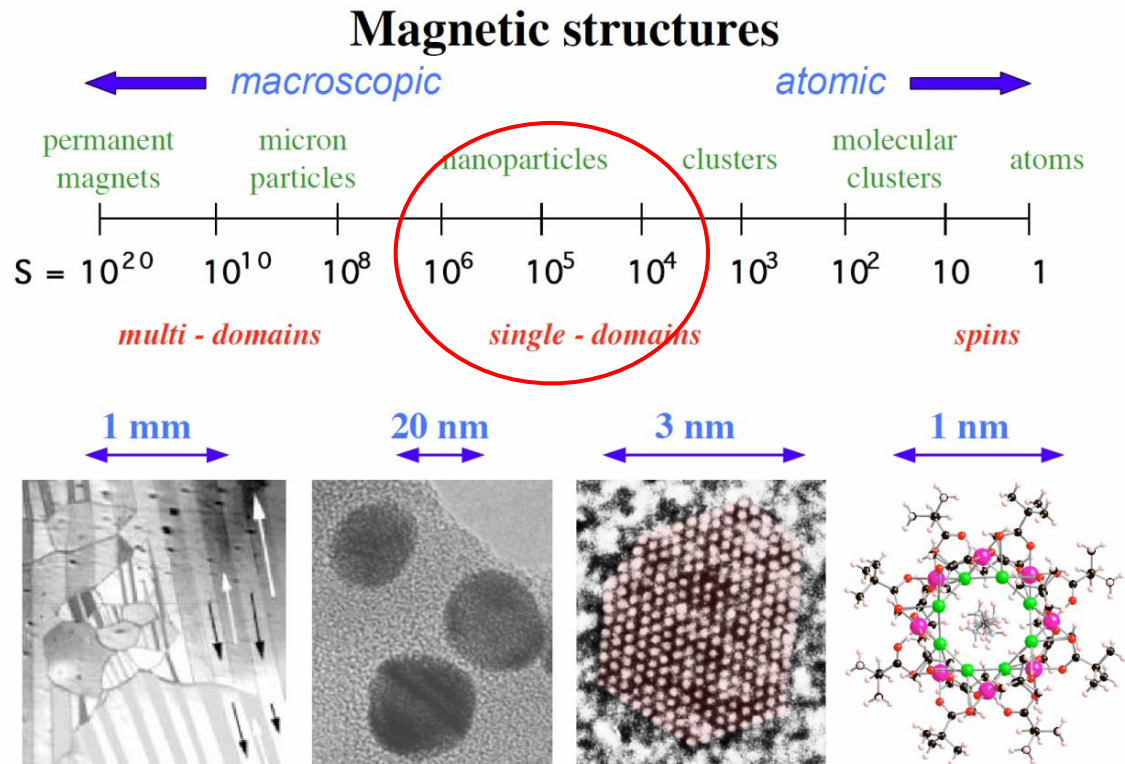 Magnetic structures
macroscopic atomic
permanent magnets micron particles nanoparticles clusters molecular clusters atoms
S = 10²⁰ 10¹⁰ 10⁸ 10⁶ 10⁵ 10⁴ 10³ 10² 10 1
multi - domains single - domains spins
1 mm 20 nm 3 nm 1 nm